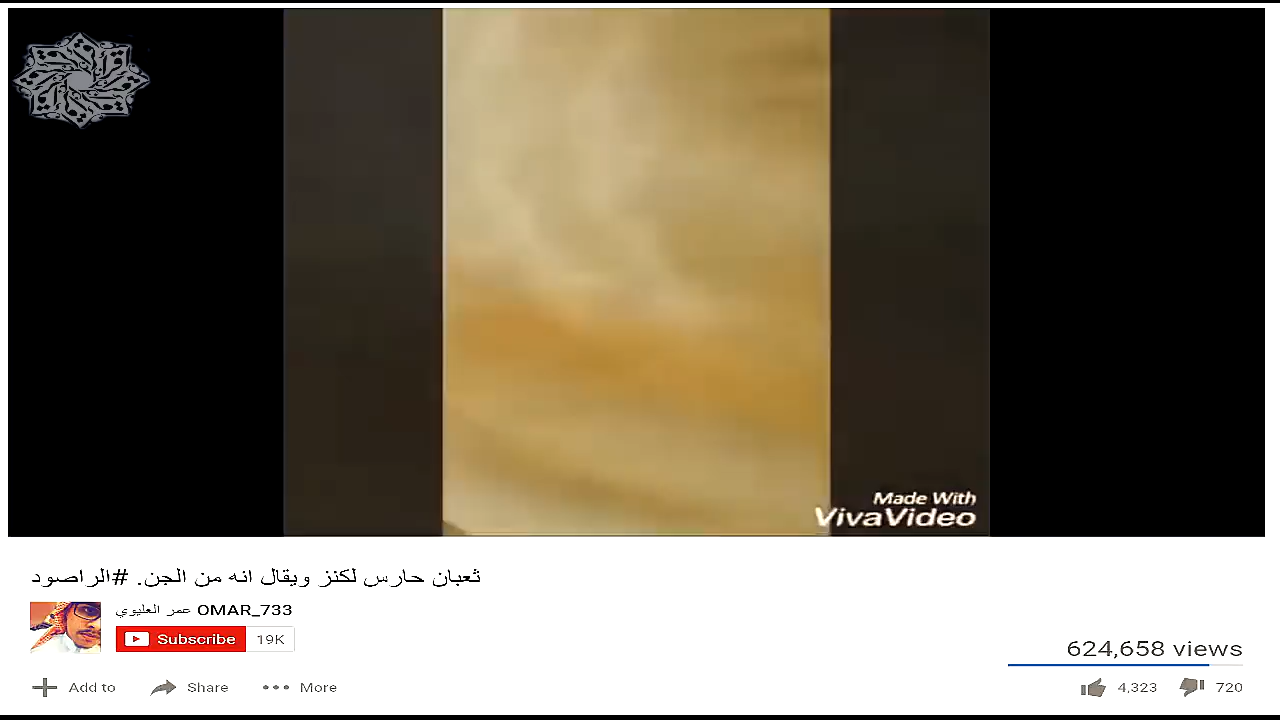 Made With
VivaVideo
ثعبان حارس لكنز ويقال انه من الجن. #الراصود
عمر العليوي OMAR_733
Subscribe 19K
624,658 views
Add to Share More
4,323 720